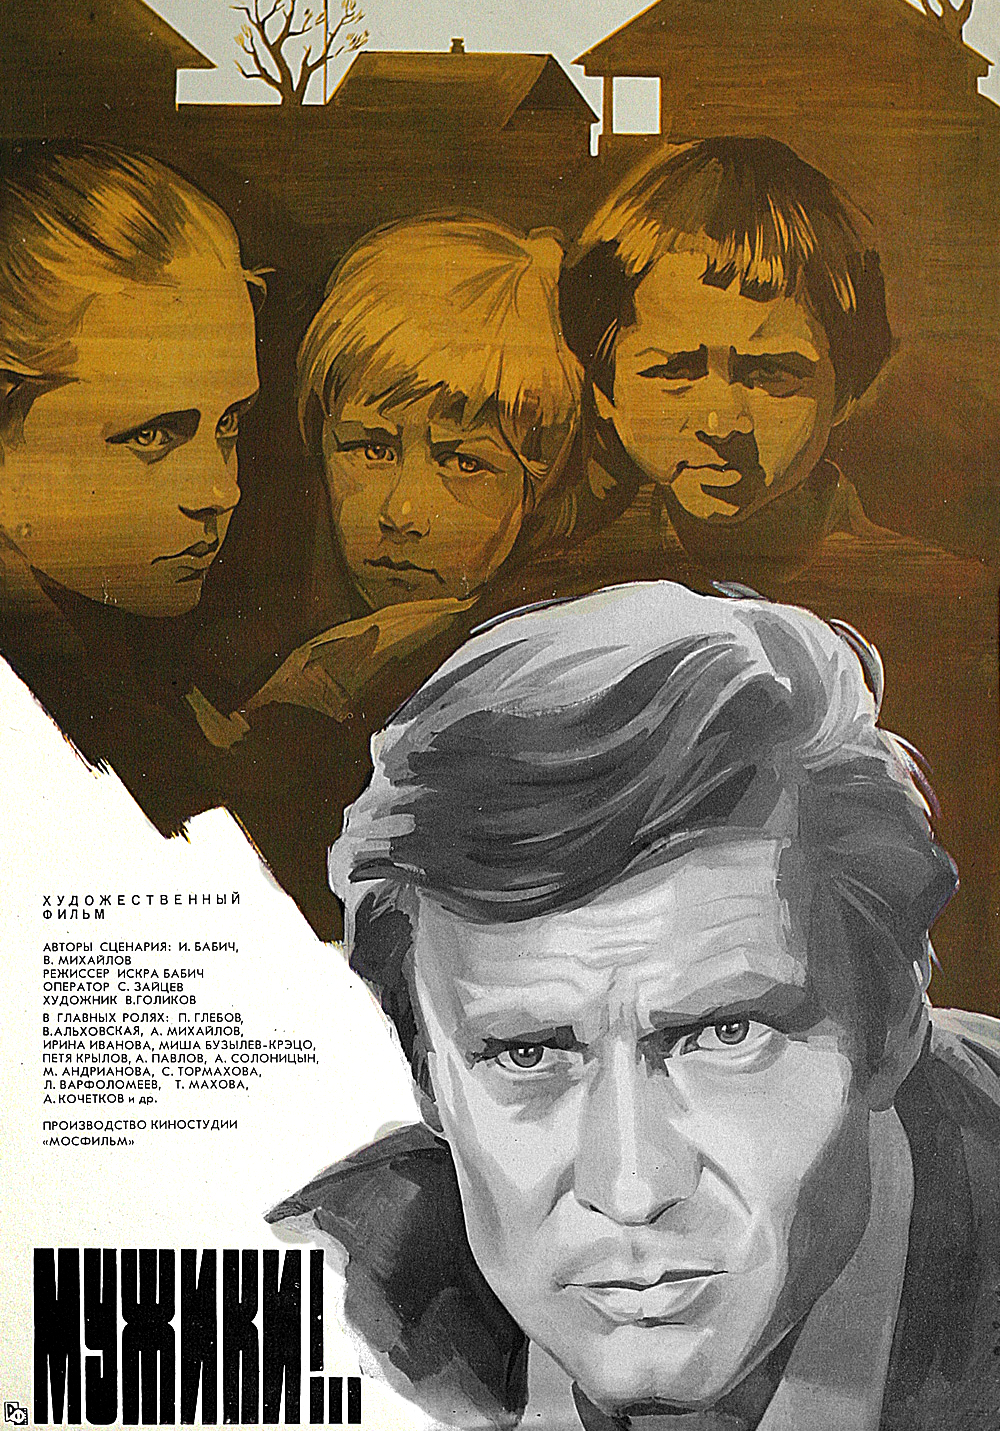 ХУДОЖЕСТВЕННЫЙ
ФИЛЬМ
АВТОРЫ СЦЕНАРИЯ: И. БАБИЧ,
В. МИХАЙЛОВ
РЕЖИССЕР ИСКРА БАБИЧ
ОПЕРАТОР С. ЗАЙЦЕВ
ХУДОЖНИК В.ГОЛИКОВ
В ГЛАВНЫХ РОЛЯХ: П. ГЛЕБОВ,
В.АЛЬХОВСКАЯ, А. МИХАЙЛОВ,
ИРИНА ИВАНОВА, МИША БУЗЫЛЕВ-КРЭЦО,
ПЕТЯ КРЫЛОВ, А. ПАВЛОВ, А. СОЛОНИЦЫН,
М. АНДРИАНОВА, С. ТОРМАХОВА,
Л. ВАРФОЛОМЕЕВ, Т. МАХОВА,
А. КОЧЕТКОВ и др.
ПРОИЗВОДСТВО КИНОСТУДИИ
«МОСФИЛЬМ»
МУЖИКИ!...